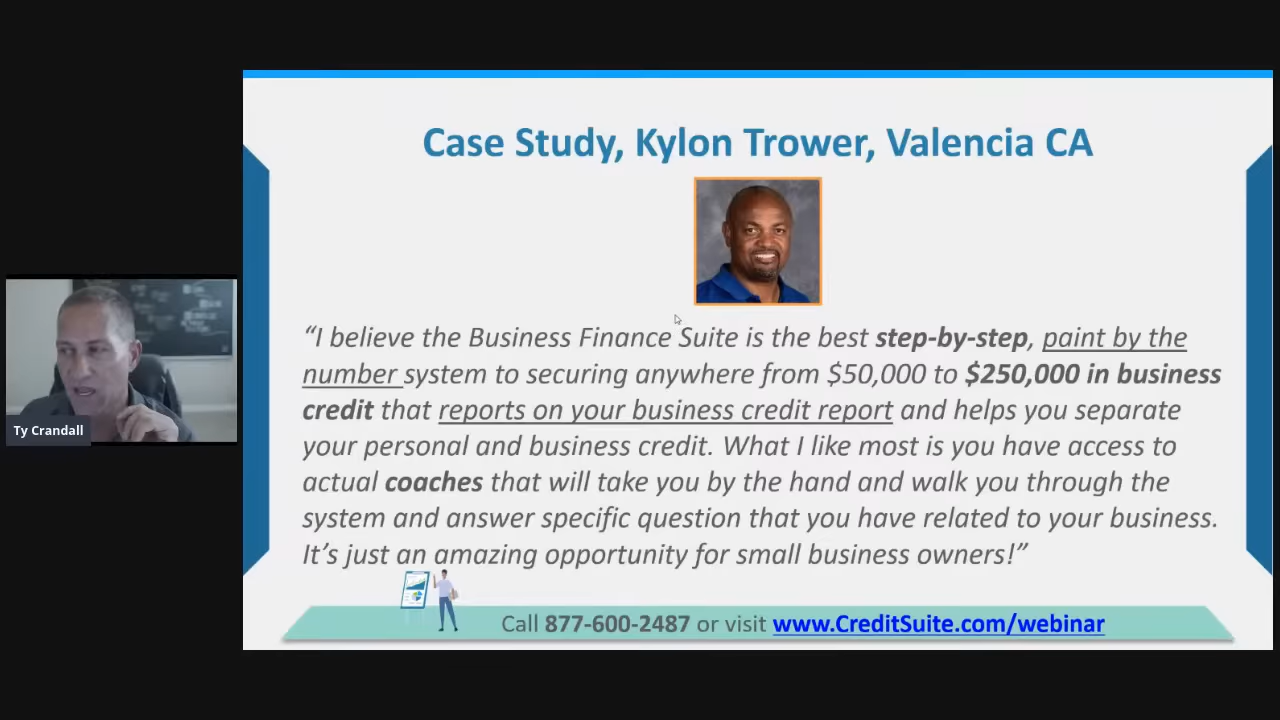 Case Study, Kylon Trower, Valencia CA
“I believe the Business Finance Suite is the best step-by-step, paint by the
number system to securing anywhere from $50,000 to $250,000 in business
credit that reports on your business credit report and helps you separate
your personal and business credit. What I like most is you have access to
actual coaches that will take you by the hand and walk you through the
system and answer specific question that you have related to your business.
It’s just an amazing opportunity for small business owners!”
Call 877-600-2487 or visit www.CreditSuite.com/webinar
Ty Crandall